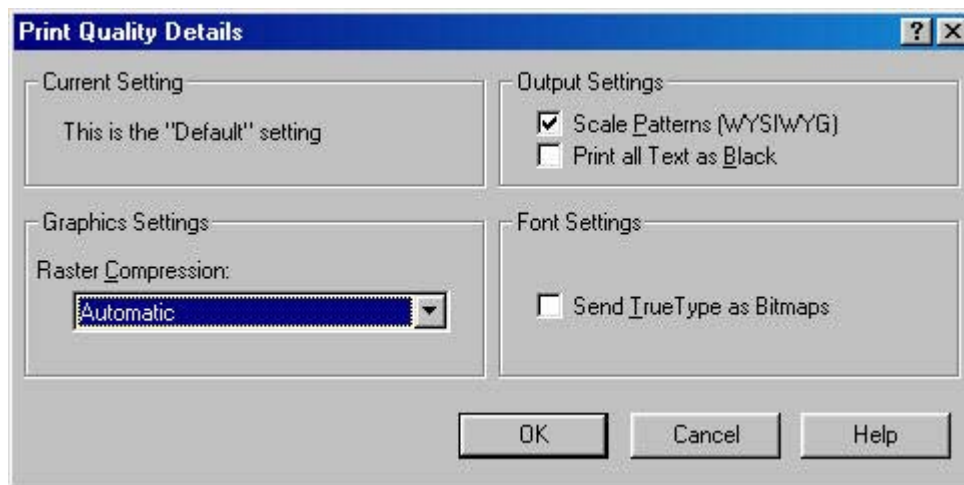 Print Quality Details
Current Setting
This is the "Default" setting
Output Settings
Scale Patterns (WYSIWYG)
Print all Text as Black
Graphics Settings
Raster Compression:
Automatic
Font Settings
Send TrueType as Bitmaps
OK
Cancel
Help